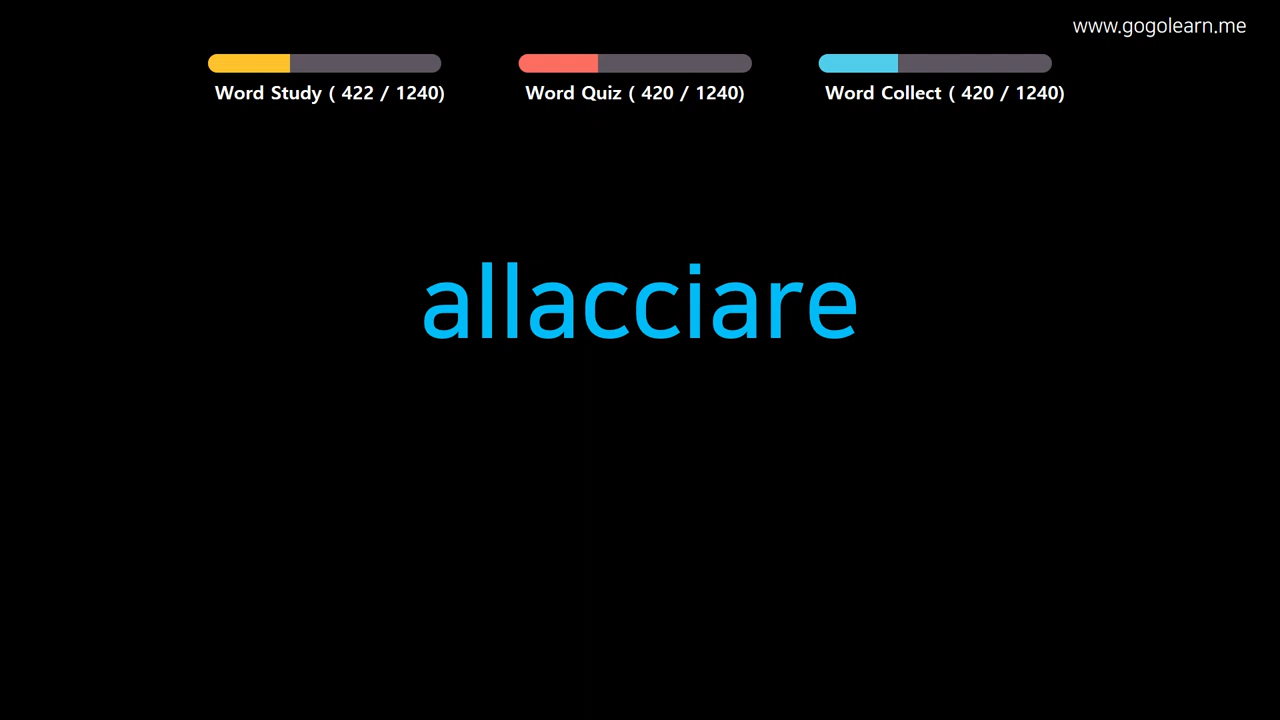 www.gogolearn.me
Word Study ( 422 / 1240)
Word Quiz ( 420 / 1240)
Word Collect ( 420 / 1240)
allacciare